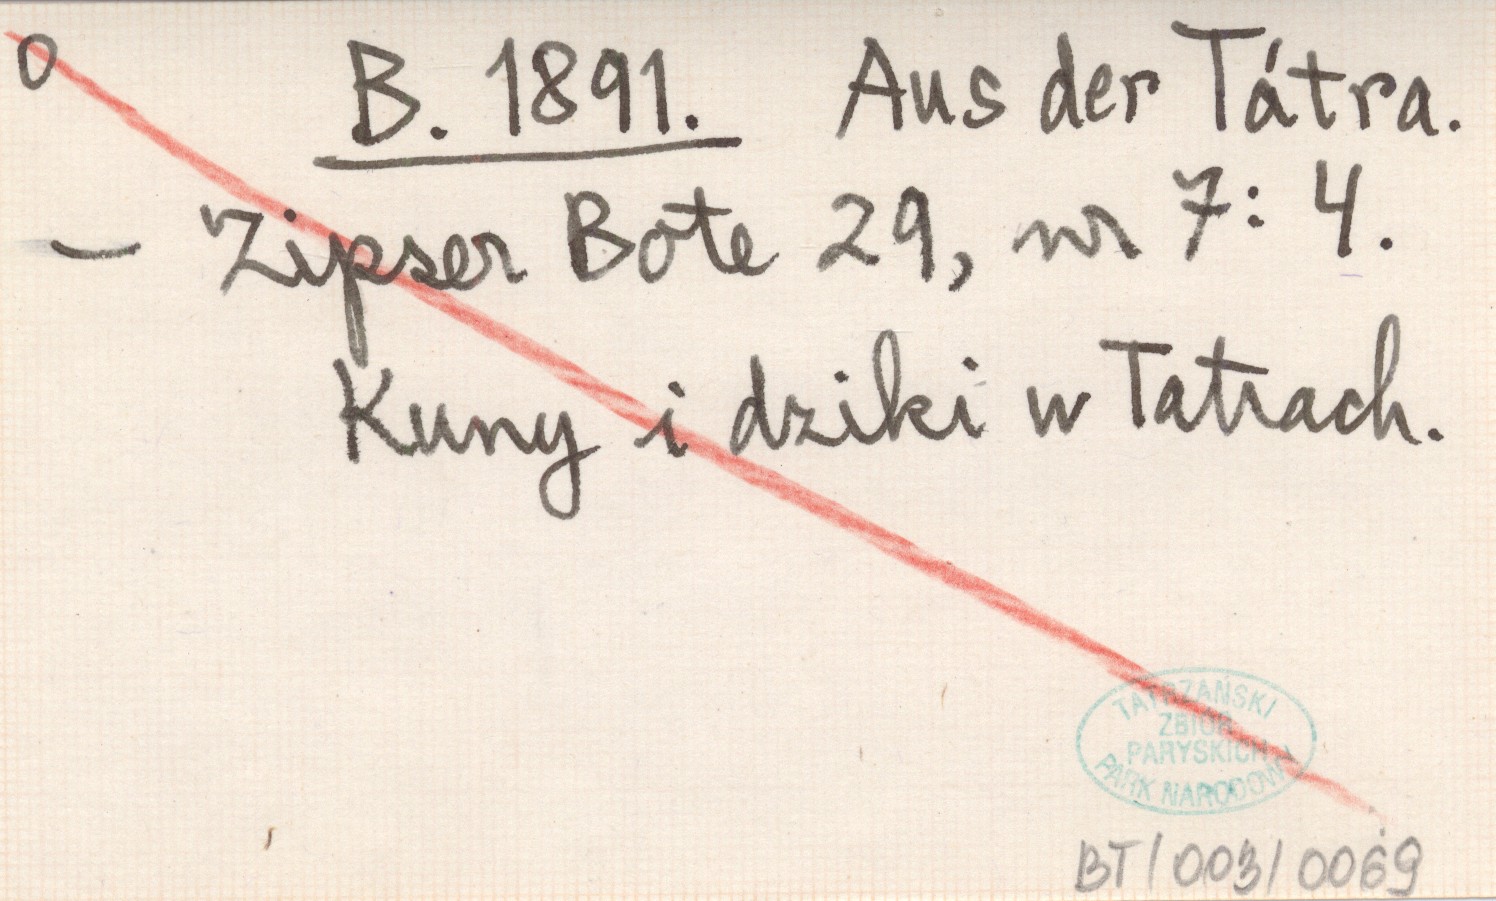 O B. 1891. Aus der Tátra.
– Zipser Bote 29, nr 7: 4.
Kuny i dziki w Tatrach.
TATRZAŃSKI
ZBIÓR
PARYSKICH
PARK NARODOWY
BT/003/0069